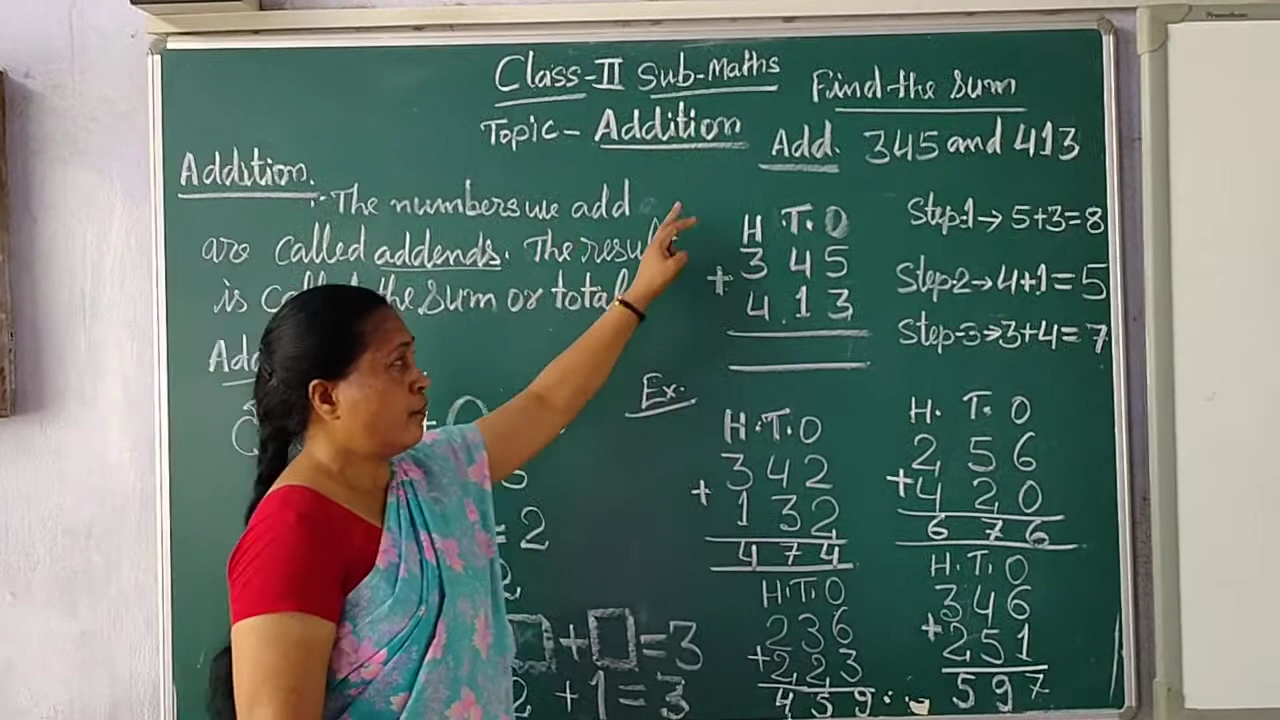 Class-II Sub-Maths
Topic- Addition
Addition.
:- The numbers we add
are called addends. The resul
is the sum or total
= 2
+ = 3
2 + 1 = 3
Find the sum
Add. 345 and 413
H T. O
3 4 5
+ 4 1 3
Step:1→ 5+3=8
Step-2→ 4+1=5
Step-3→ 3+4=7
Ex.
H.T.O
3 4 2
+ 1 3 2
4 7 4
H. T. O
2 5 6
+ 4 2 0
6 7 6
H.T.O
2 3 6
+ 2 2 3
4 5 9
H.T.O
3 4 6
+ 2 5 1
5 9 7